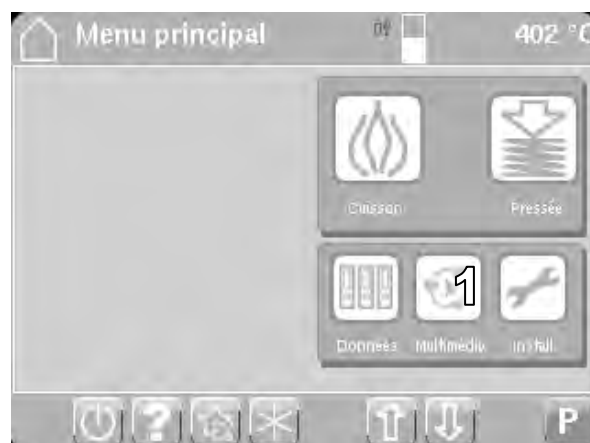 Menu principal
402 °C
Cuisson
Pressée
1
Données
Multimédia
Install.
?
P